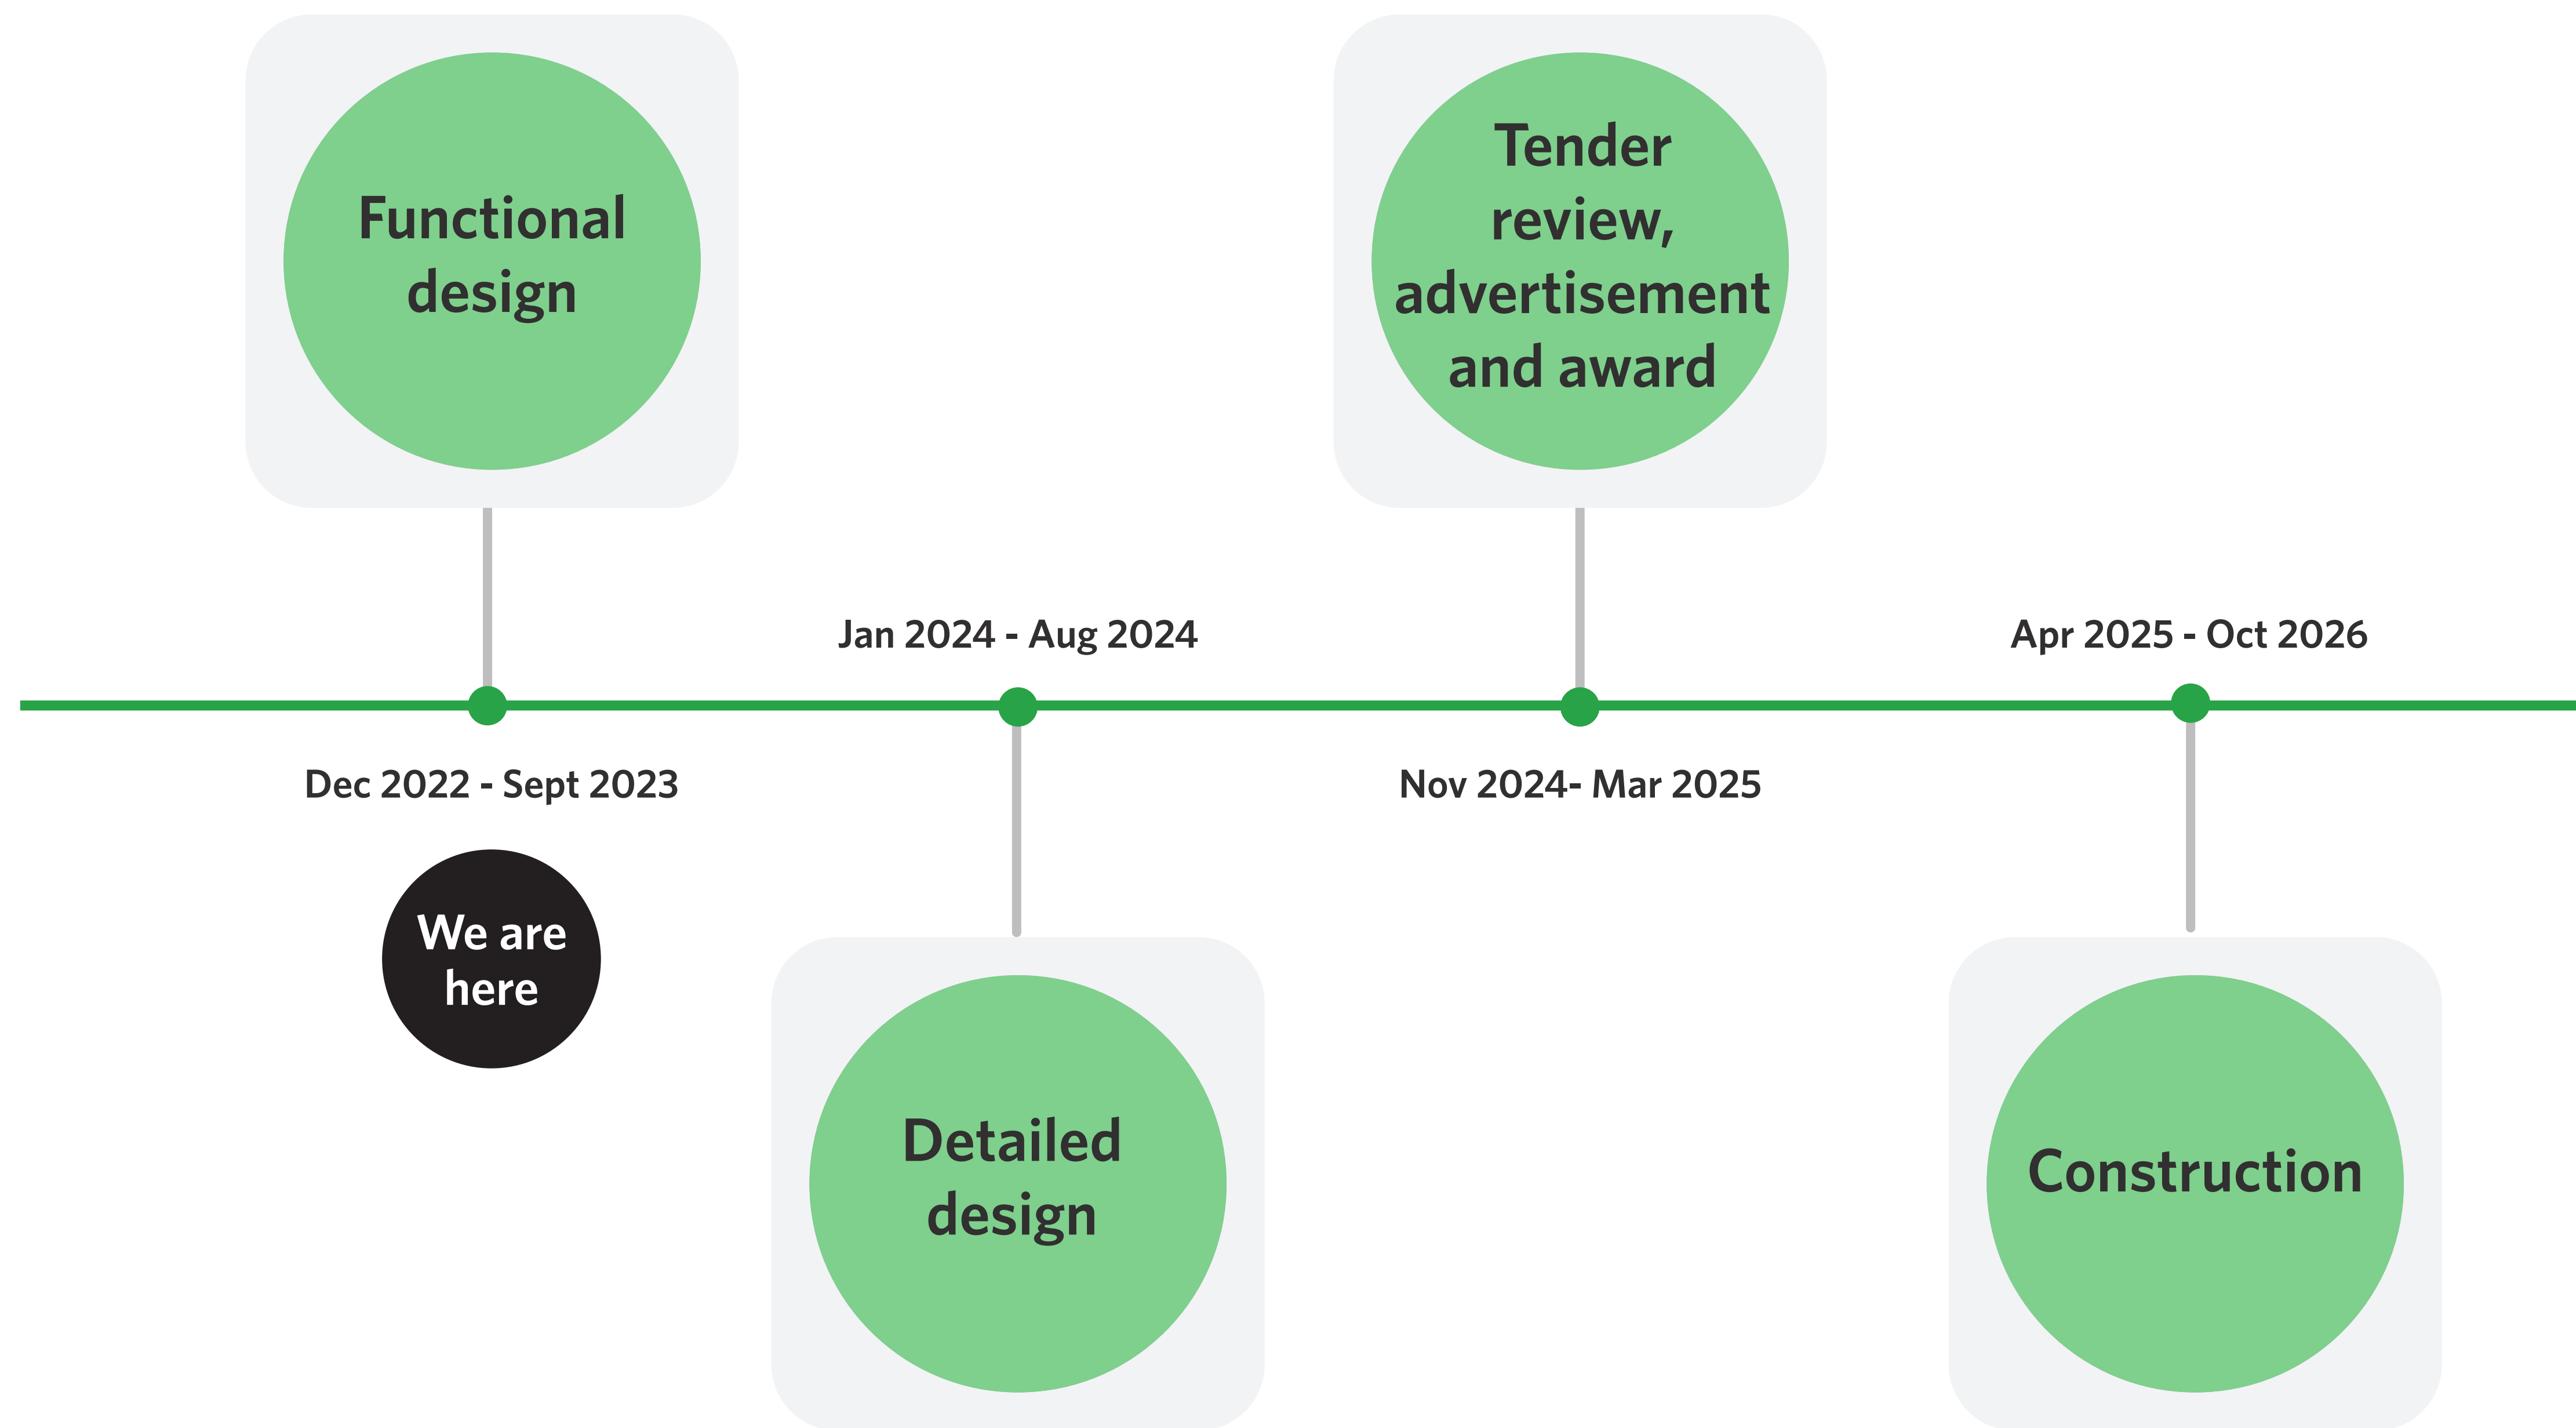 Functional
design
Tender
review,
advertisement
and award
Jan 2024 - Aug 2024
Apr 2025 - Oct 2026
Dec 2022 - Sept 2023
Nov 2024- Mar 2025
We are
here
Detailed
design
Construction